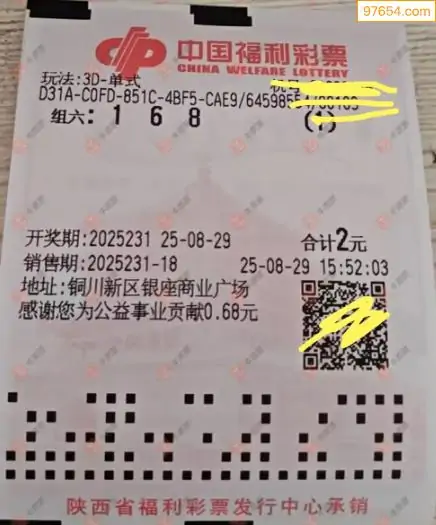 97654.com
中国福利彩票
CHINA WELFARE LOTTERY
玩法:3D-单式
D31A-C0FD-851C-4BF5-CAE9/64598554/00109
组六: 1 6 8 (1)
开奖期:2025231 25-08-29 合计2元
销售期:2025231-18 25-08-29 15:52:03
地址:铜川新区银座商业广场
感谢您为公益事业贡献0.68元
陕西省福利彩票发行中心承销